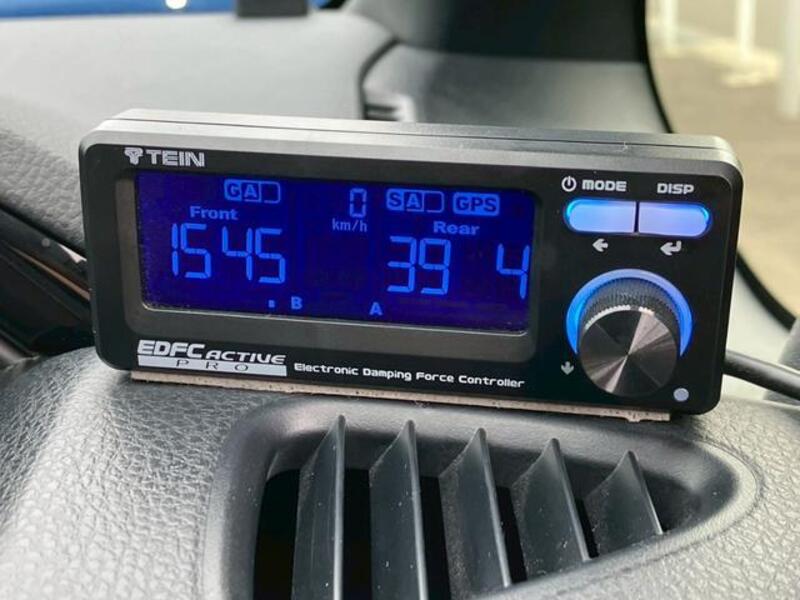 TEIN
MODE DISP
GA 0 SA GPS
Front km/h Rear
15 45 39 4
B A
EDFC ACTIVE
PRO
Electronic Damping Force Controller